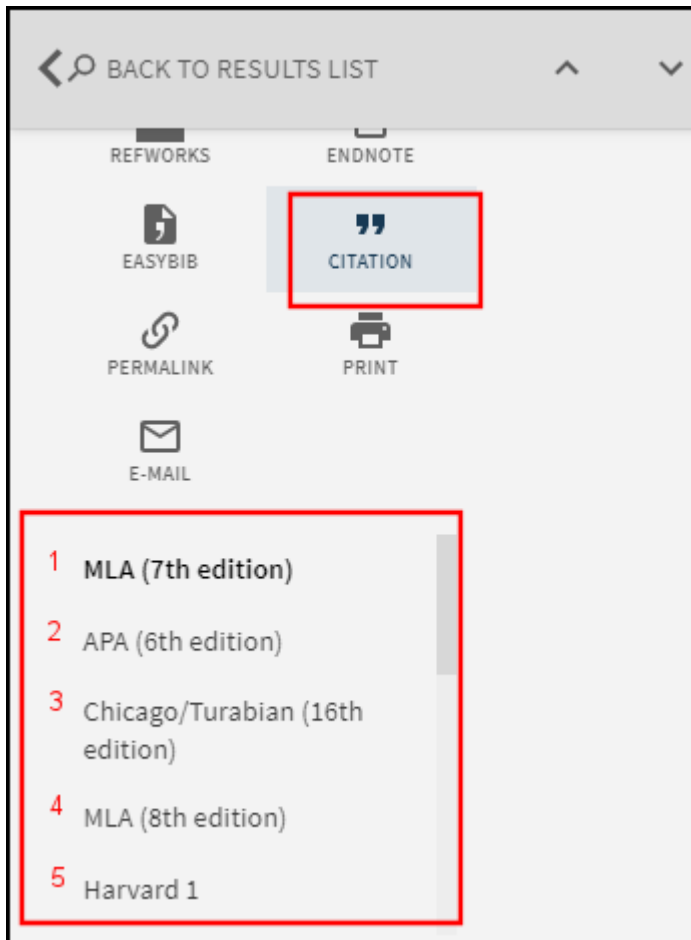 BACK TO RESULTS LIST
REFWORKS ENDNOTE
EASYBIB CITATION
PERMALINK PRINT
E-MAIL
1 MLA (7th edition)
2 APA (6th edition)
3 Chicago/Turabian (16th
edition)
4 MLA (8th edition)
5 Harvard 1